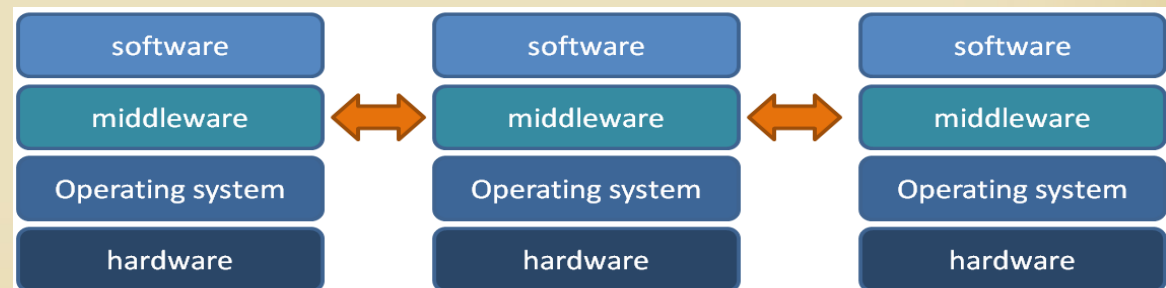 software software software
middleware middleware middleware
Operating system Operating system Operating system
hardware hardware hardware